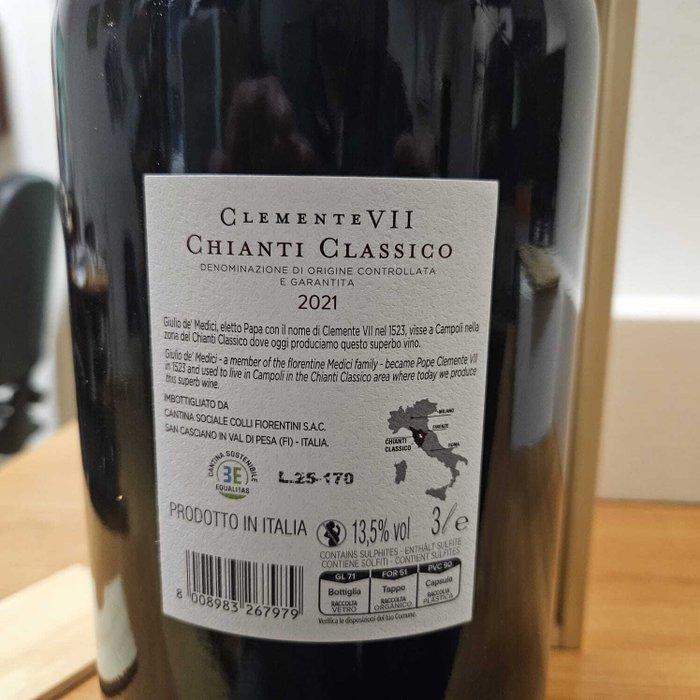 CLEMENTE VII
CHIANTI CLASSICO
DENOMINAZIONE DI ORIGINE CONTROLLATA
E GARANTITA
2021
Giulio de' Medici, eletto Papa con il nome di Clemente VII nel 1523, visse a Campoli nella
zona del Chianti Classico dove oggi produciamo questo superbo vino.
Giulio de' Medici - a member of the florentine Medici family - became Pope Clemente VII
in 1523 and used to live in Campoli in the Chianti Classico area where today we produce
this superb wine.
IMBOTTIGLIATO DA
CANTINA SOCIALE COLLI FIORENTINI S.A.C.
SAN CASCIANO IN VAL DI PESA (FI) - ITALIA.
MILANO
FIRENZE
CHIANTI
CLASSICO
ROMA
CANTINA SOSTENIBILE
3E
EQUALITAS
L.25-170
PRODOTTO IN ITALIA
13,5% vol 3 l e
CONTAINS SULPHITES - ENTHÄLT SULFITE
CONTIENE SOLFITI - CONTIENT SULFITES
GL 71 FOR 51 PVC 90
Bottiglia Tappo Capsula
RACCOLTA RACCOLTA RACCOLTA
VETRO ORGANICO PLASTICA
Verifica le disposizioni del tuo Comune.
8 008983 267979